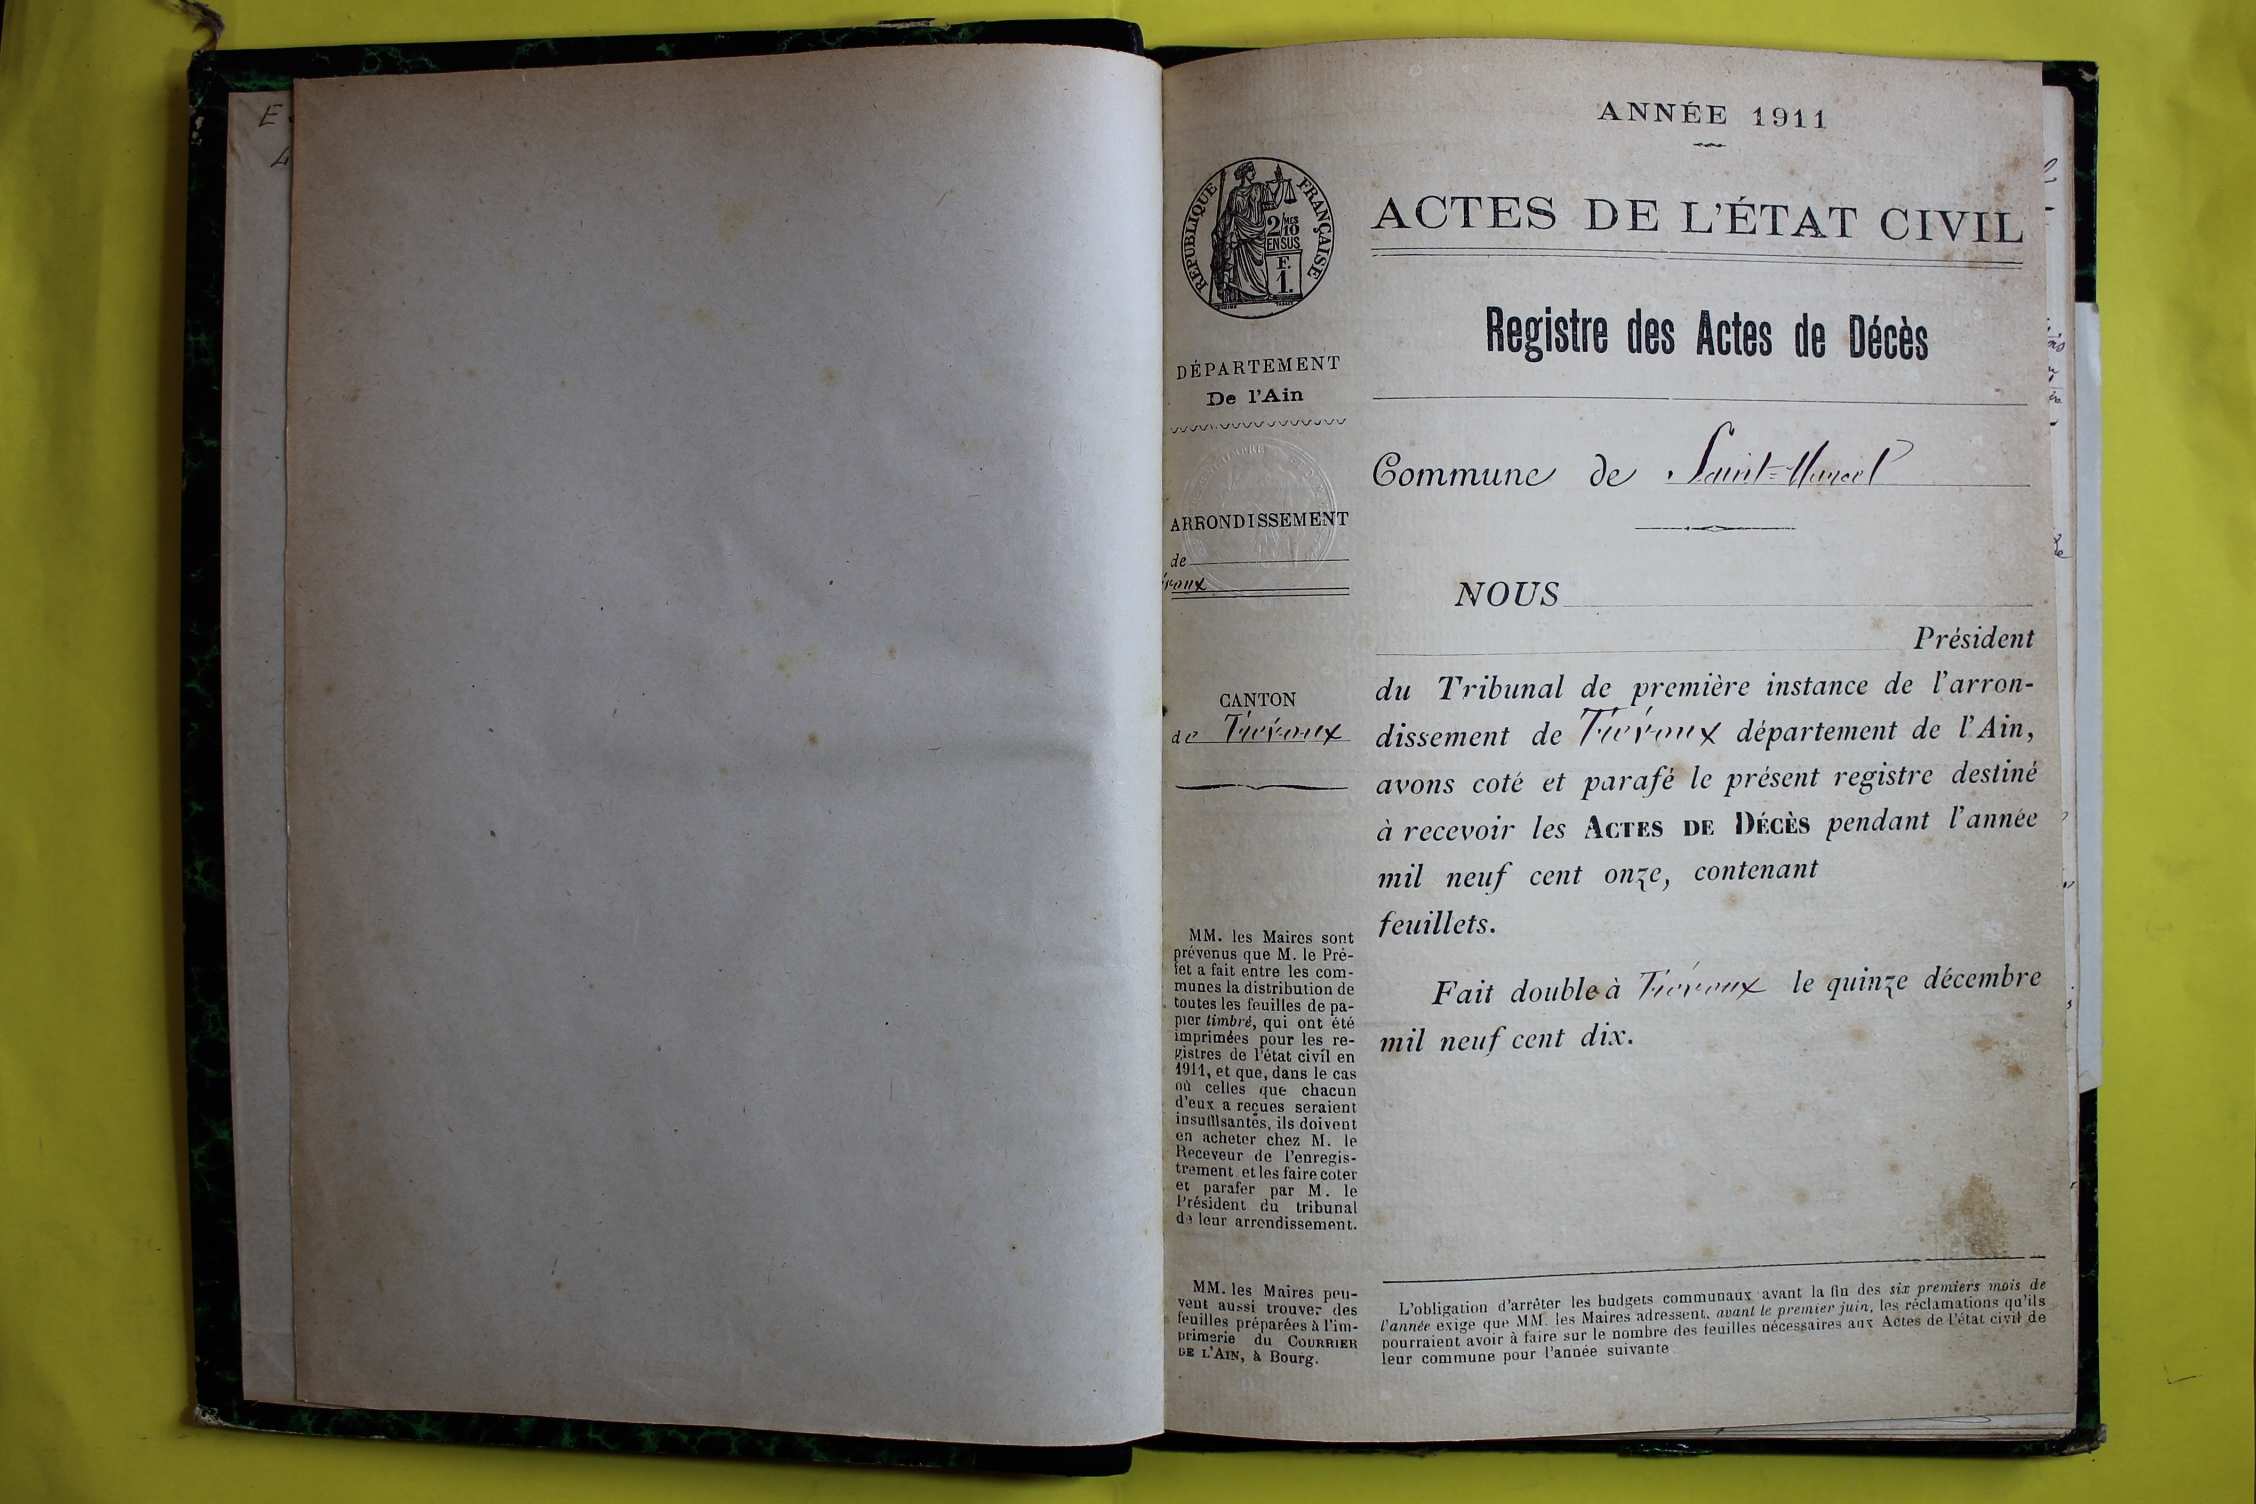 E
4
ANNÉE 1911
RÉPUBLIQUE FRANÇAISE
2/MES
10
EN SUS
F.
1.
ACTES DE L'ÉTAT CIVIL
Registre des Actes de Décès
DÉPARTEMENT
De l'Ain
Commune de Saint-Marcel
ARRONDISSEMENT
de
évoux
CANTON
de Trévoux
NOUS
Président
du Tribunal de première instance de l'arron-
dissement de Trévoux département de l'Ain,
avons coté et parafé le présent registre destiné
à recevoir les ACTES DE DÉCÈS pendant l'année
mil neuf cent onze, contenant
feuillets.
Fait double à Trévoux le quinze décembre
mil neuf cent dix.
MM. les Maires sont
prévenus que M. le Pré-
fet a fait entre les com-
munes la distribution de
toutes les feuilles de pa-
pier timbré, qui ont été
imprimées pour les re-
gistres de l'état civil en
1911, et que, dans le cas
où celles que chacun
d'eux a reçues seraient
insuffisantes, ils doivent
en acheter chez M. le
Receveur de l'enregis-
trement et les faire coter
et parafer par M. le
Président du tribunal
de leur arrondissement.
MM. les Maires peu-
vent aussi trouver des
feuilles préparées à l'im-
primerie du COURRIER
DE L'AIN, à Bourg.
L'obligation d'arrêter les budgets communaux avant la fin des six premiers mois de
l'année exige que MM. les Maires adressent, avant le premier juin, les réclamations qu'ils
pourraient avoir à faire sur le nombre des feuilles nécessaires aux Actes de l'état civil de
leur commune pour l'année suivante